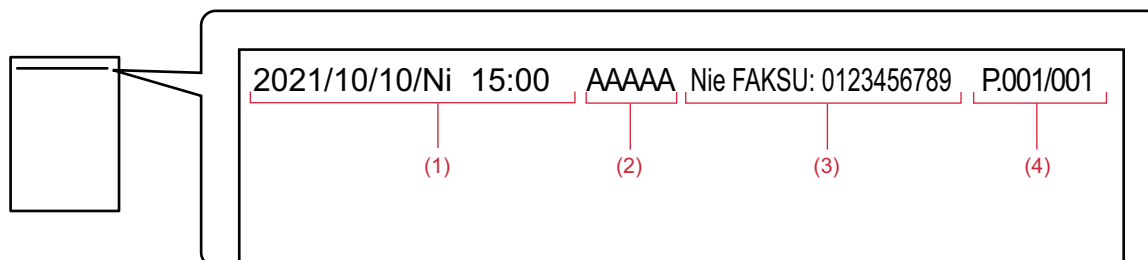 2021/10/10/Ni 15:00 AAAAA Nie FAKSU: 0123456789 P.001/001
(1) (2) (3) (4)